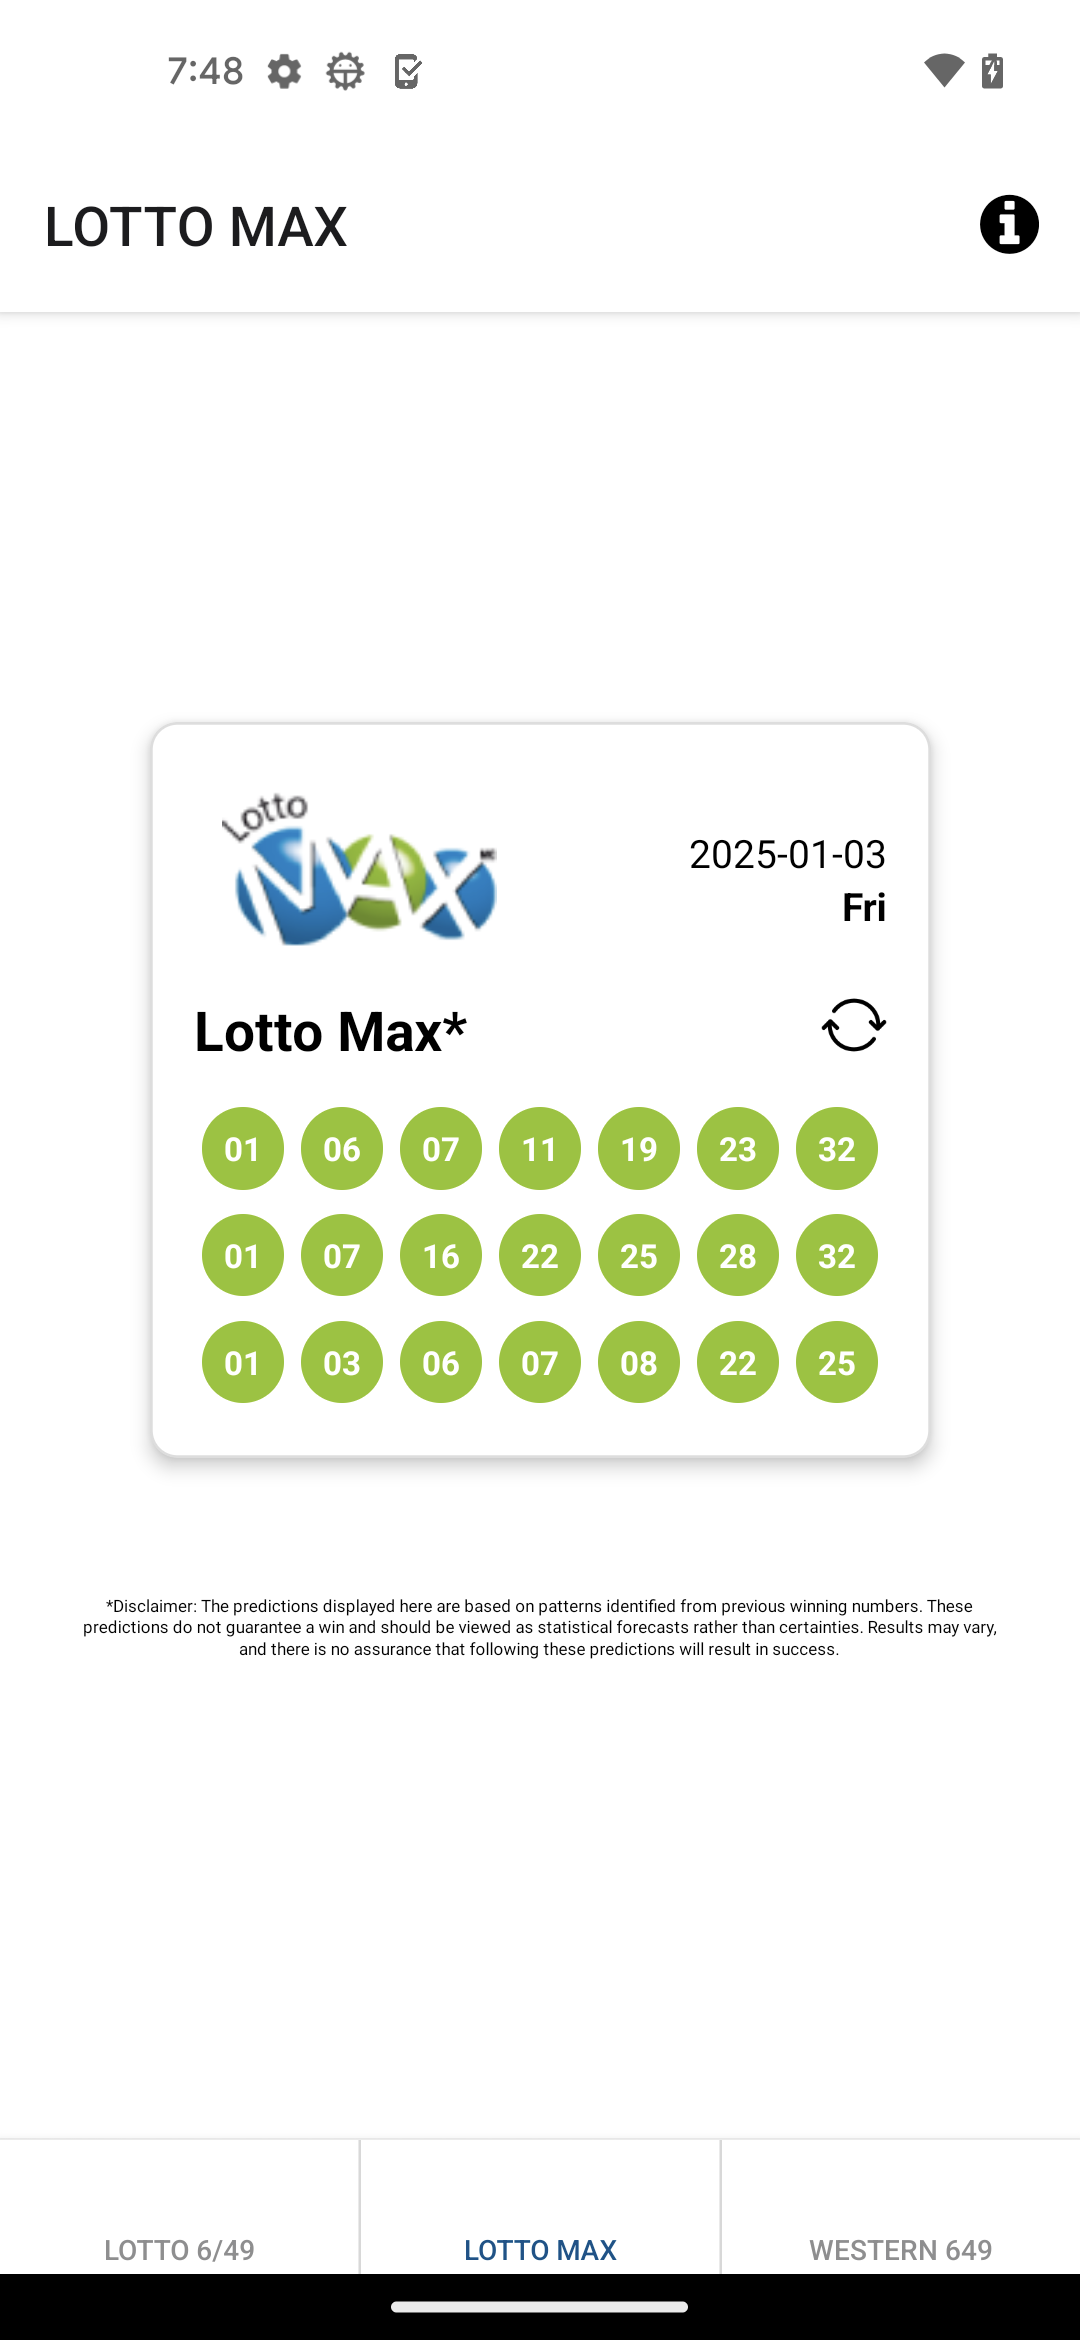 7:48
LOTTO MAX
Lotto
MAX
2025-01-03
Fri
Lotto Max*
01 06 07 11 19 23 32
01 07 16 22 25 28 32
01 03 06 07 08 22 25
*Disclaimer: The predictions displayed here are based on patterns identified from previous winning numbers. These
predictions do not guarantee a win and should be viewed as statistical forecasts rather than certainties. Results may vary,
and there is no assurance that following these predictions will result in success.
LOTTO 6/49
LOTTO MAX
WESTERN 649